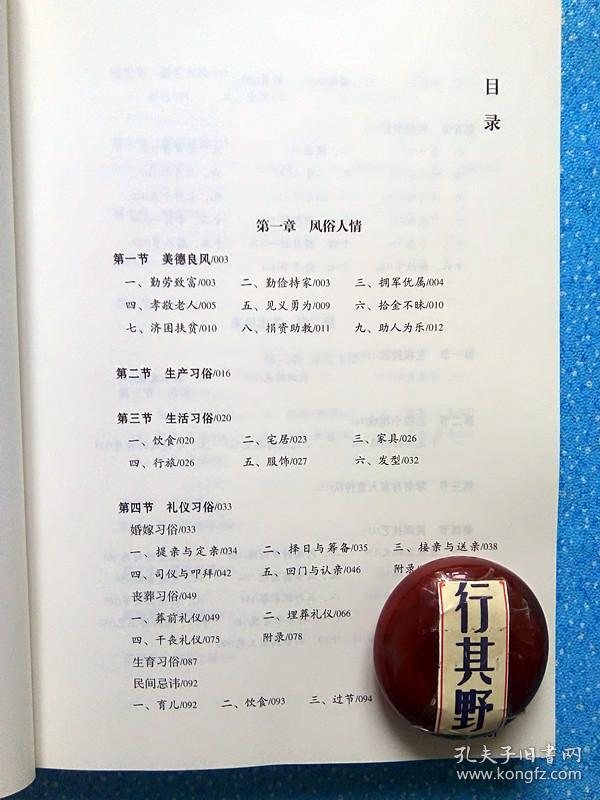 目录
第一章 风俗人情
第一节 美德良风/003
一、勤劳致富/003 二、勤俭持家/003 三、拥军优属/004
四、孝敬老人/005 五、见义勇为/009 六、拾金不昧/010
七、济困扶贫/010 八、捐资助教/011 九、助人为乐/012
第二节 生产习俗/016
第三节 生活习俗/020
一、饮食/020 二、宅居/023 三、家具/026
四、行旅/026 五、服饰/027 六、发型/032
第四节 礼仪习俗/033
婚嫁习俗/033
一、提亲与定亲/034 二、择日与筹备/035 三、接亲与送亲/038
四、司仪与叩拜/042 五、回门与认亲/046 附录
丧葬习俗/049
一、葬前礼仪/049 二、埋葬礼仪/066
四、干丧礼仪/075 附录/078
生育习俗/087
民间忌讳/092
一、育儿/092 二、饮食/093 三、过节/094
行其野
孔夫子旧书网
www.kongfz.com